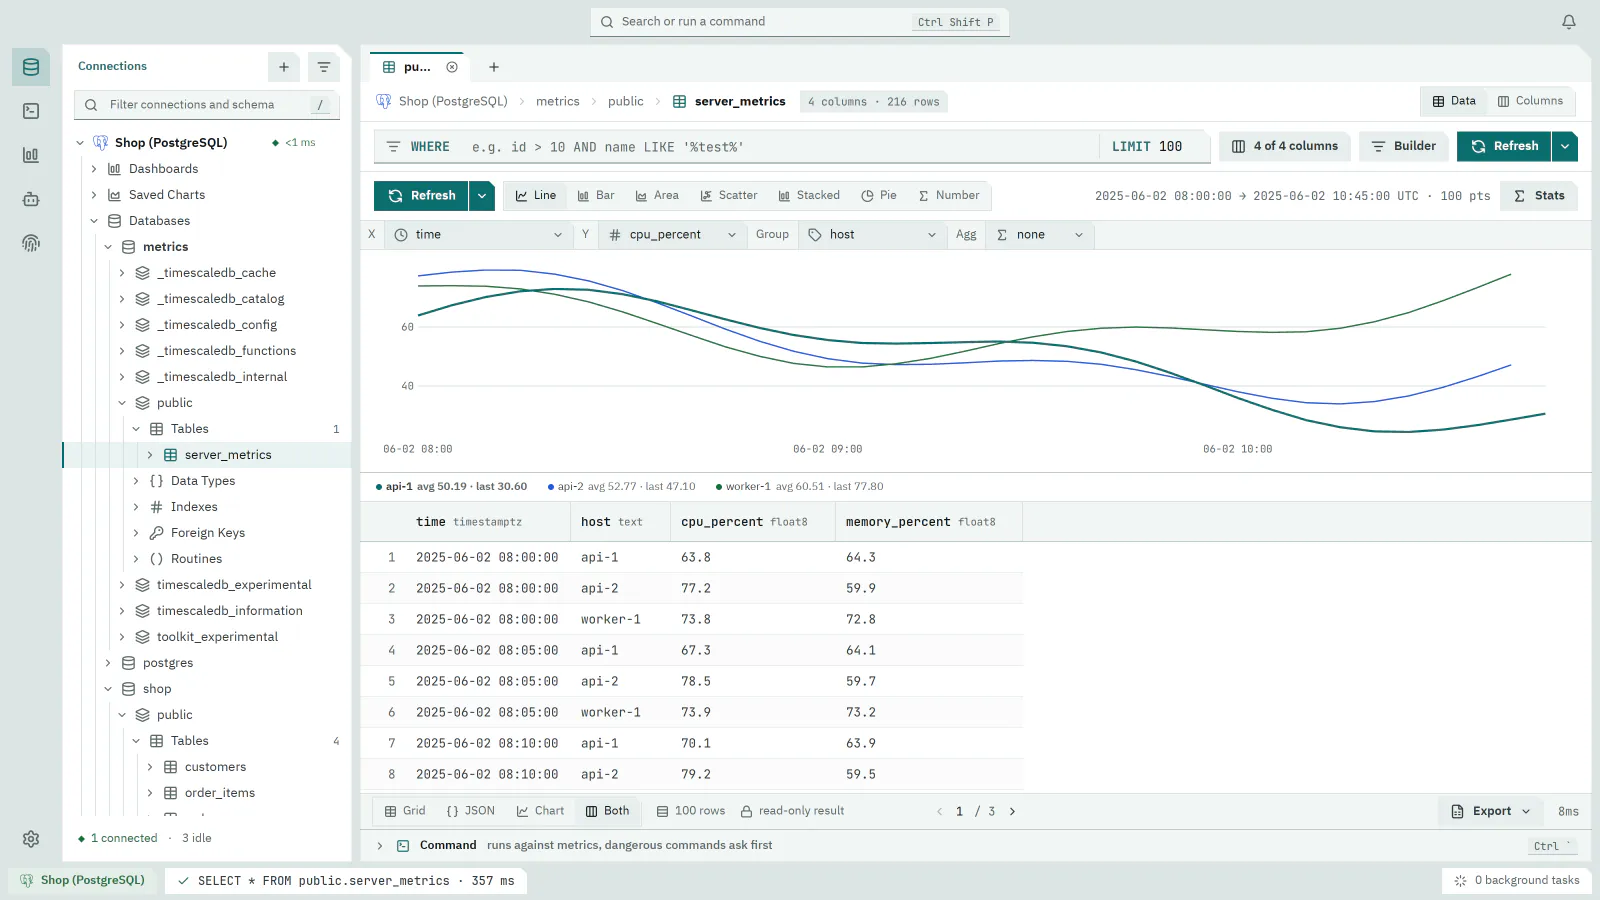 Search or run a command
Ctrl Shift P
Connections
Filter connections and schema
/
Shop (PostgreSQL)
<1 ms
Dashboards
Saved Charts
Databases
metrics
_timescaledb_cache
_timescaledb_catalog
_timescaledb_config
_timescaledb_functions
_timescaledb_internal
public
Tables
1
server_metrics
{} Data Types
Indexes
Foreign Keys
() Routines
timescaledb_experimental
timescaledb_information
toolkit_experimental
postgres
shop
public
Tables
4
customers
order_items
1 connected · 3 idle
pu...
Shop (PostgreSQL) > metrics > public > server_metrics
4 columns · 216 rows
Data
Columns
WHERE e.g. id > 10 AND name LIKE '%test%'
LIMIT 100
4 of 4 columns
Builder
Refresh
Refresh
Line
Bar
Area
Scatter
Stacked
Pie
Number
2025-06-02 08:00:00 → 2025-06-02 10:45:00 UTC · 100 pts
Stats
X time
Y # cpu_percent
Group host
Agg none
60
40
06-02 08:00
06-02 09:00
06-02 10:00
api-1 avg 50.19 · last 30.60
api-2 avg 52.77 · last 47.10
worker-1 avg 60.51 · last 77.80
time timestamptz host text cpu_percent float8 memory_percent float8
1 2025-06-02 08:00:00 api-1 63.8 64.3
2 2025-06-02 08:00:00 api-2 77.2 59.9
3 2025-06-02 08:00:00 worker-1 73.8 72.8
4 2025-06-02 08:05:00 api-1 67.3 64.1
5 2025-06-02 08:05:00 api-2 78.5 59.7
6 2025-06-02 08:05:00 worker-1 73.9 73.2
7 2025-06-02 08:10:00 api-1 70.1 63.9
8 2025-06-02 08:10:00 api-2 79.2 59.5
Grid
{} JSON
Chart
Both
100 rows
read-only result
1 / 3
Export
8ms
Command runs against metrics, dangerous commands ask first
Ctrl `
Shop (PostgreSQL)
SELECT * FROM public.server_metrics · 357 ms
0 background tasks